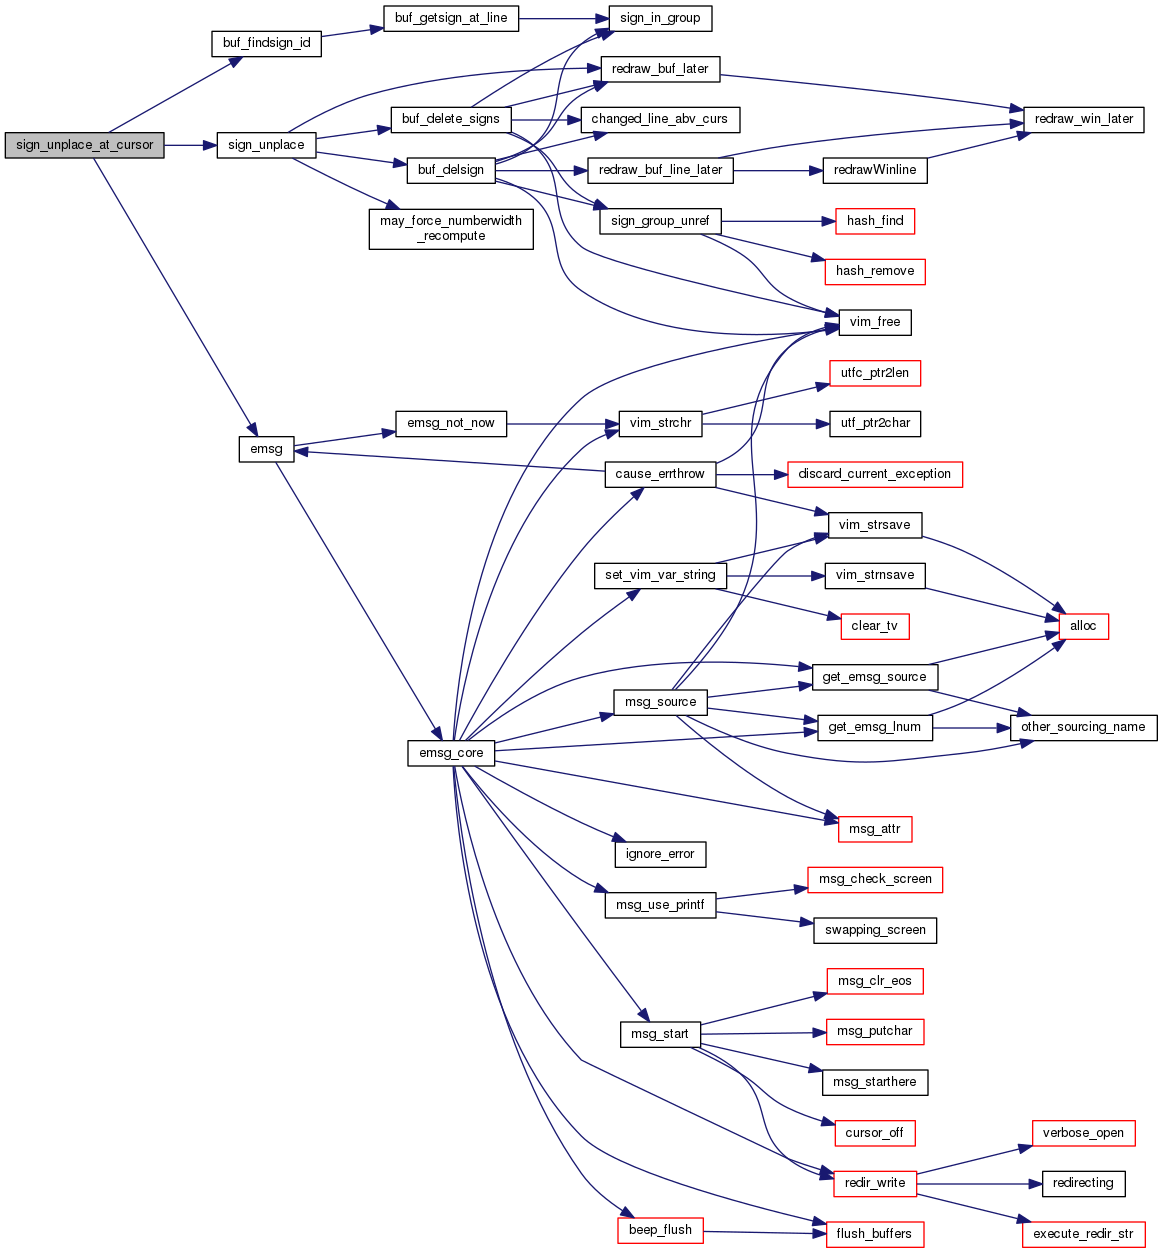 buf_getsign_at_line
sign_in_group
buf_findsign_id
redraw_buf_later
buf_delete_signs
changed_line_abv_curs
redraw_win_later
sign_unplace_at_cursor
sign_unplace
buf_delsign
redraw_buf_line_later
redrawWinline
may_force_numberwidth
_recompute
sign_group_unref
hash_find
hash_remove
vim_free
utfc_ptr2len
emsg_not_now
vim_strchr
utf_ptr2char
emsg
cause_errthrow
discard_current_exception
vim_strsave
set_vim_var_string
vim_strnsave
clear_tv
alloc
get_emsg_source
msg_source
get_emsg_lnum
other_sourcing_name
emsg_core
msg_attr
ignore_error
msg_check_screen
msg_use_printf
swapping_screen
msg_clr_eos
msg_start
msg_putchar
msg_starthere
cursor_off
verbose_open
redir_write
redirecting
beep_flush
flush_buffers
execute_redir_str